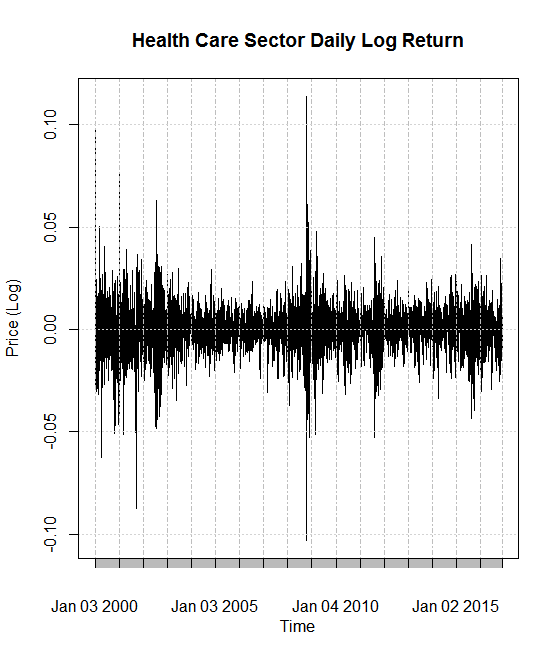 Health Care Sector Daily Log Return
Price (Log)
0.10
0.05
0.00
-0.05
-0.10
Jan 03 2000 Jan 03 2005 Jan 04 2010 Jan 02 2015
Time